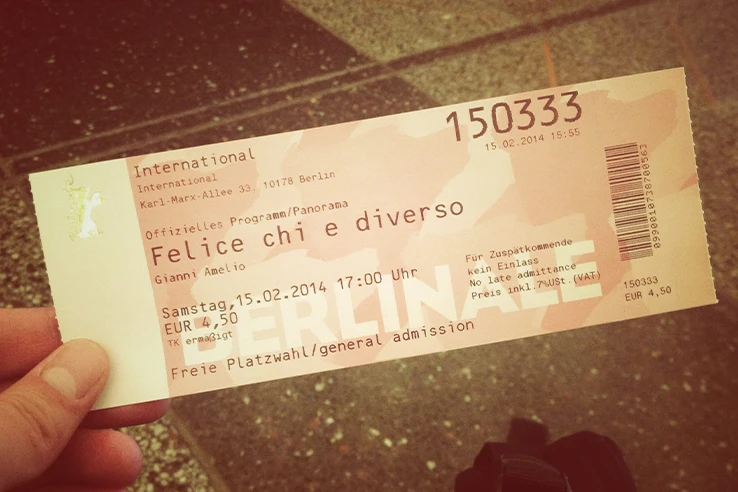 International
International
Karl-Marx-Allee 33, 10178 Berlin
Offizielles Programm/Panorama
Felice chi e diverso
Gianni Amelio
Samstag,15.02.2014 17:00 Uhr
EUR 4,50
TK ermäßigt
Freie Platzwahl/general admission
150333
15.02.2014 15:55
Für Zuspätkommende
kein Einlass
No late admittance
Preis inkl.7%USt.(VAT)
BERLINALE
09990010738700563
150333
EUR 4,50